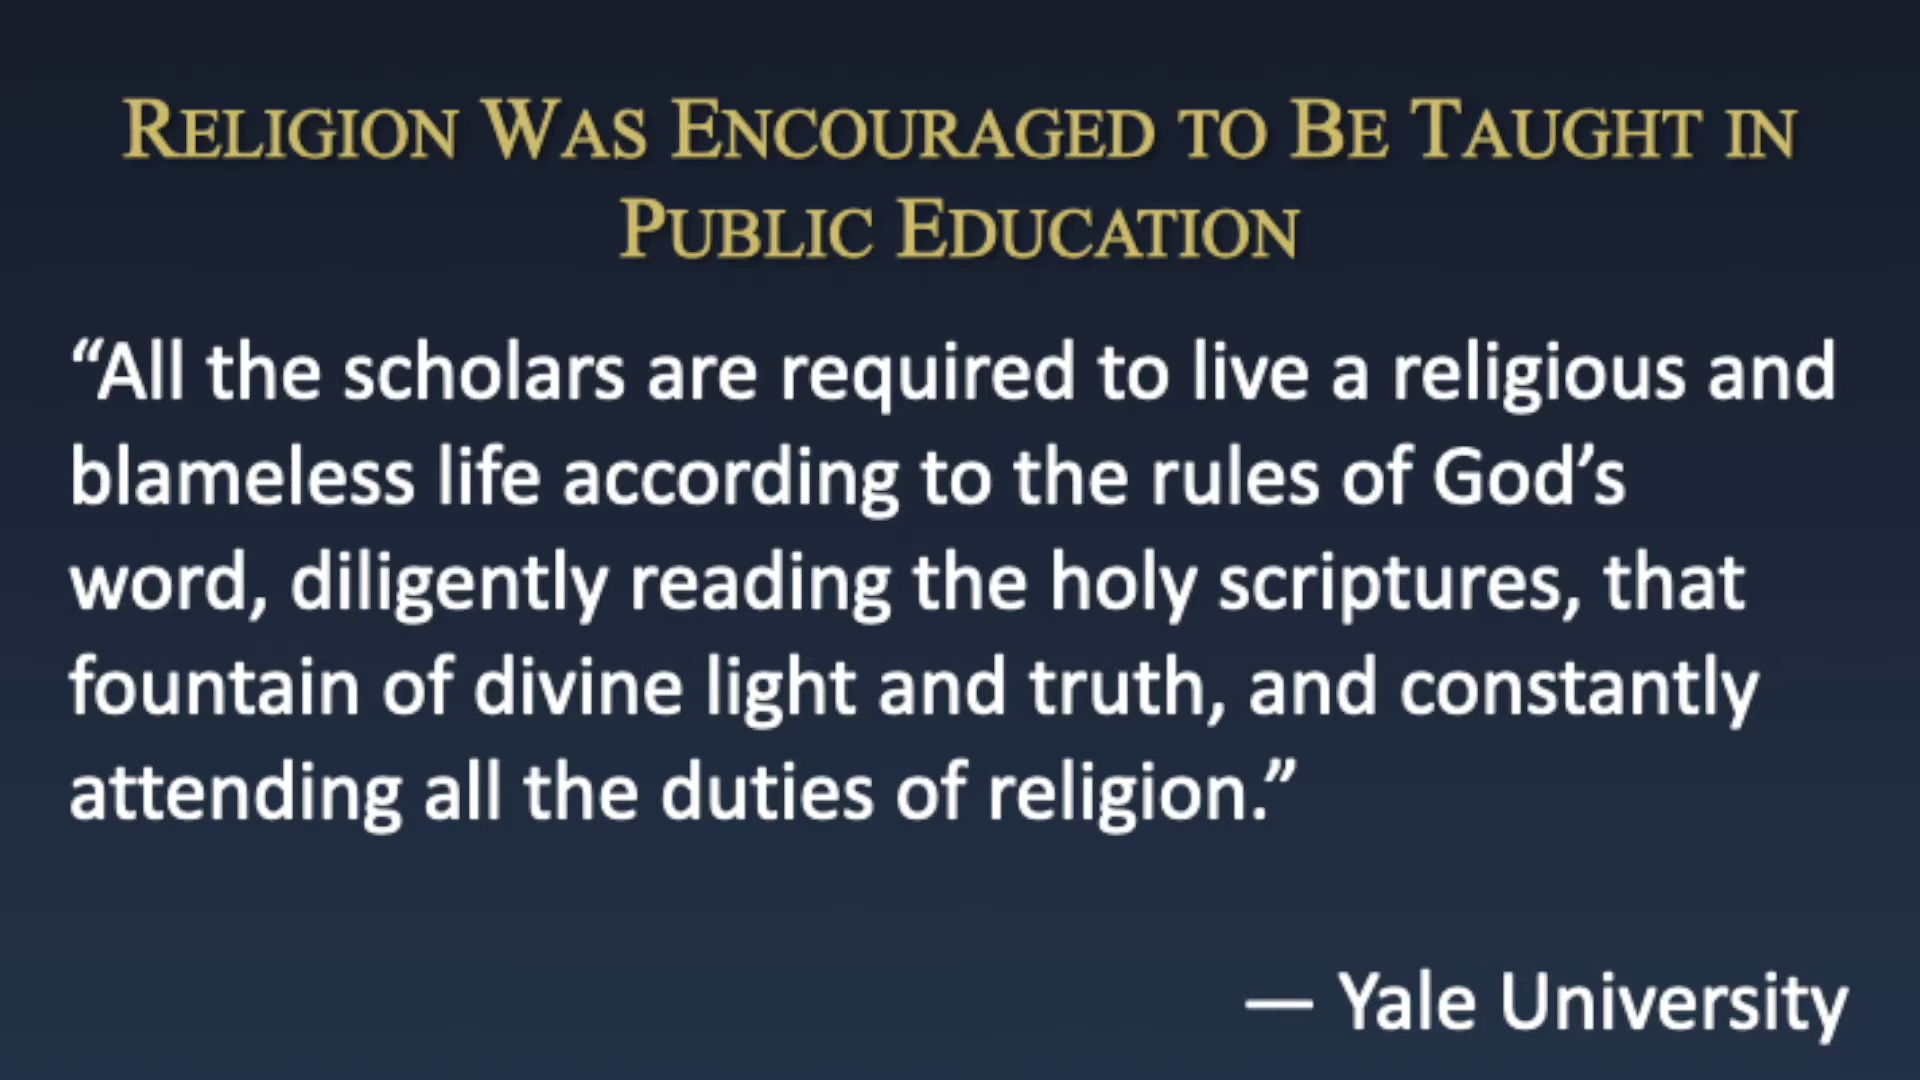 RELIGION WAS ENCOURAGED TO BE TAUGHT IN
PUBLIC EDUCATION
“All the scholars are required to live a religious and
blameless life according to the rules of God’s
word, diligently reading the holy scriptures, that
fountain of divine light and truth, and constantly
attending all the duties of religion.”
— Yale University